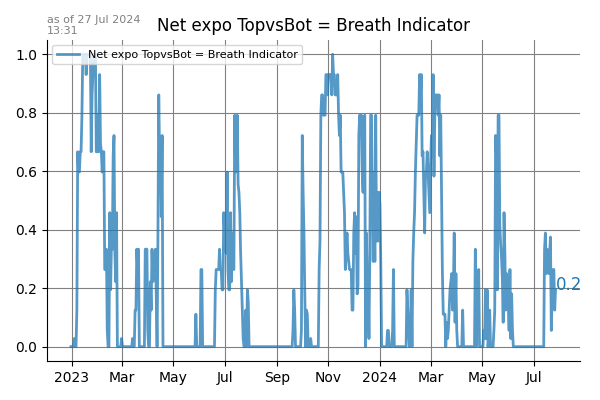 as of 27 Jul 2024
13:31
Net expo TopvsBot = Breath Indicator
Net expo TopvsBot = Breath Indicator
1.0
0.8
0.6
0.4
0.2
0.0
0.2
2023 Mar May Jul Sep Nov 2024 Mar May Jul